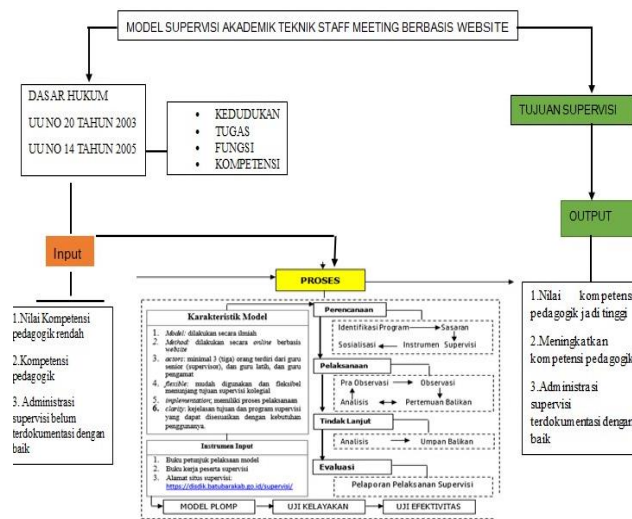 MODEL SUPERVISI AKADEMIK TEKNIK STAFF MEETING BERBASIS WEBSITE
DASAR HUKUM
UU NO 20 TAHUN 2003
UU NO 14 TAHUN 2005
• KEDUDUKAN
• TUGAS
• FUNGSI
• KOMPETENSI
TUJUAN SUPERVISI
Input
OUTPUT
PROSES
1.Nilai Kompetensi
pedagogik rendah
2.Kompetensi
pedagogik
3. Administrasi
supervisi belum
terdokumentasi dengan
baik
Karakteristik Model
1. Model: dilakukan secara ilmiah
2. Method: dilakukan secara online berbasis
website
3. actors: minimal 3 (tiga) orang terdiri dari guru
senior (supervisor), dan guru latih, dan guru
pengamat
4. flexible: mudah digunakan dan fleksibel
menunjang tujuan supervisi kolegial
5. implementation: memiliki proses pelaksanaan
6. clarity: kejelasan tujuan dan program supervisi
yang dapat disesuaikan dengan kebutuhan
penggunanya.
Instrumen Input
1. Buku petunjuk pelaksaan model
2. Buku kerja peserta supervisi
3. Alamat situs supervisi:
https://disdik.batubarakab.go.id/supervisi/
Perencanaan
Identifikasi Program Sasaran
Sosialisasi Instrumen Supervisi
Pelaksanaan
Pra Observasi Observasi
Analisis Pertemuan Balikan
Tindak Lanjut
Analisis Umpan Balikan
Evaluasi
Pelaporan Pelaksanan Supervisi
MODEL PLOMP
UJI KELAYAKAN
UJI EFEKTIVITAS
1.Nilai kompetensi
pedagogik jadi tinggi
2.Meningkatkan
kompetensi pedagogik
3.Administrasi
supervisi
terdokumentasi dengan
baik